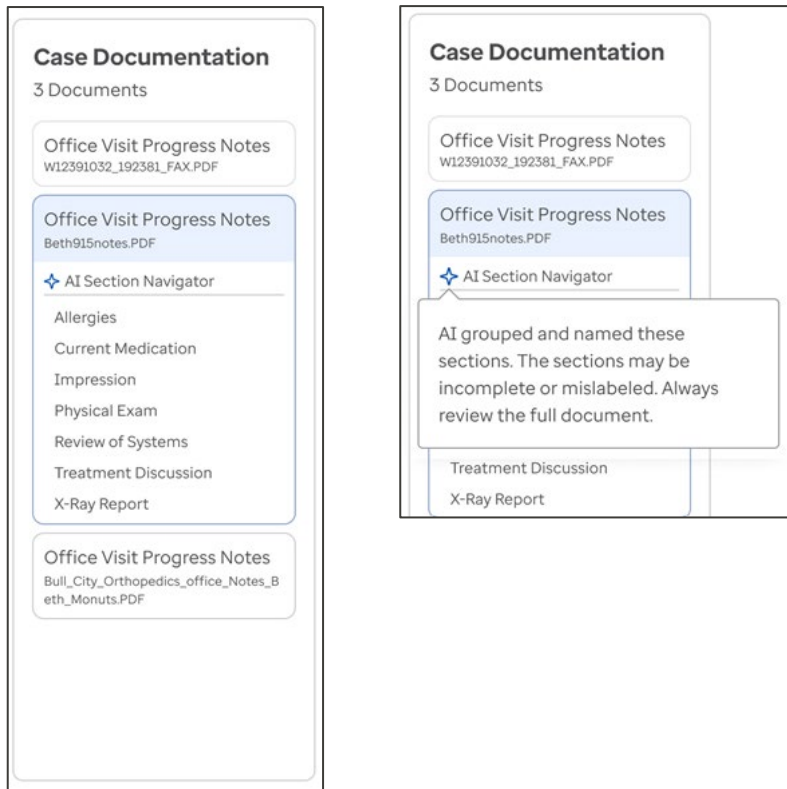 Case Documentation
3 Documents
Office Visit Progress Notes
W12391032_192381_FAX.PDF
Office Visit Progress Notes
Beth915notes.PDF
AI Section Navigator
Allergies
Current Medication
Impression
Physical Exam
Review of Systems
Treatment Discussion
X-Ray Report
Office Visit Progress Notes
Bull_City_Orthopedics_office_Notes_B
eth_Monuts.PDF
Case Documentation
3 Documents
Office Visit Progress Notes
W12391032_192381_FAX.PDF
Office Visit Progress Notes
Beth915notes.PDF
AI Section Navigator
AI grouped and named these
sections. The sections may be
incomplete or mislabeled. Always
review the full document.
Treatment Discussion
X-Ray Report